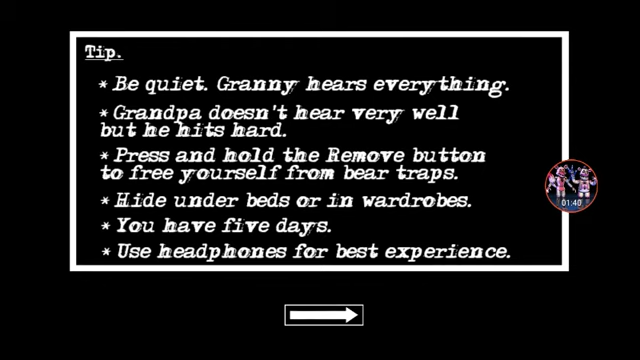 Tip.
* Be quiet. Granny hears everything.
* Grandpa doesn't hear very well
but he hits hard.
* Press and hold the Remove button
to free yourself from bear traps.
* Hide under beds or in wardrobes.
* You have five days.
* Use headphones for best experience.
01:40